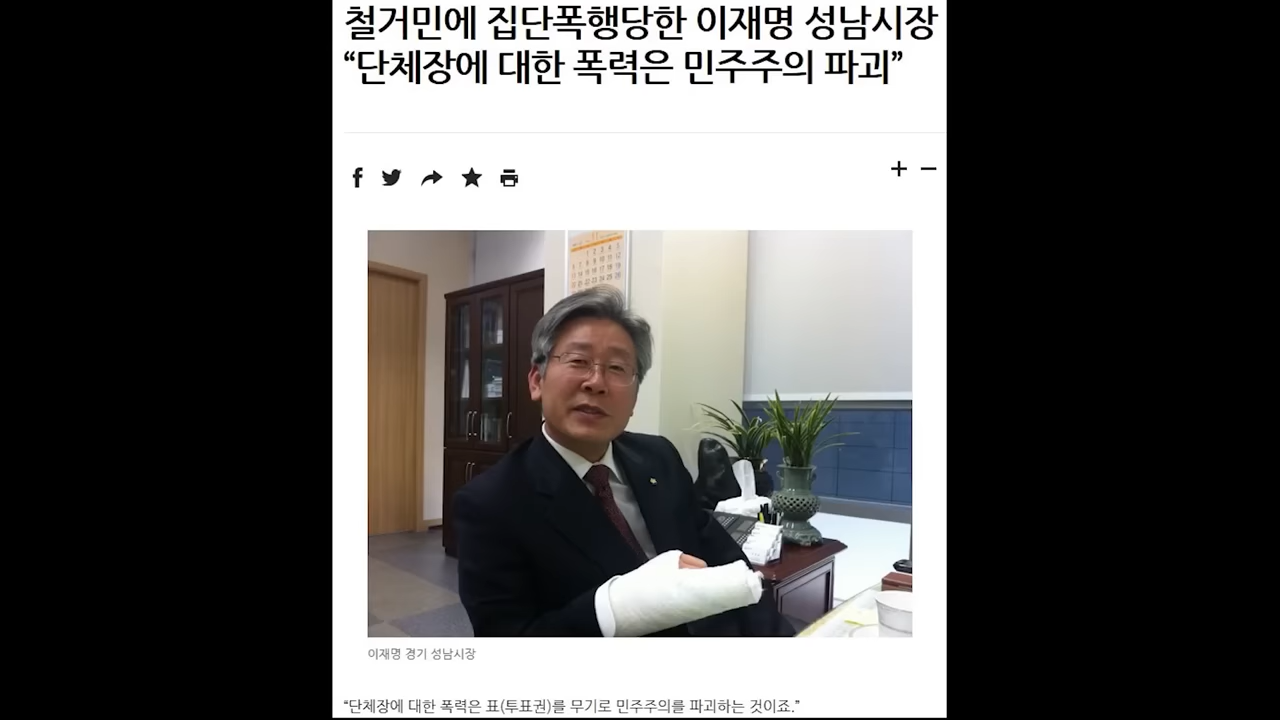 철거민에 집단폭행당한 이재명 성남시장
“단체장에 대한 폭력은 민주주의 파괴”
이재명 경기 성남시장
“단체장에 대한 폭력은 표(투표권)를 무기로 민주주의를 파괴하는 것이죠.”